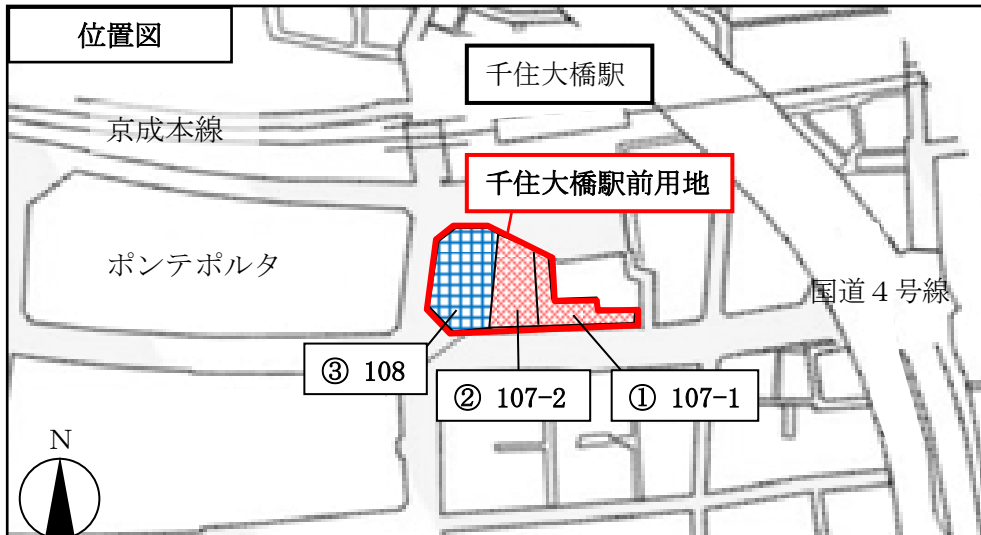 位置図
千住大橋駅
京成本線
千住大橋駅前用地
ポンテポルタ
国道4号線
③ 108
② 107-2
① 107-1
N